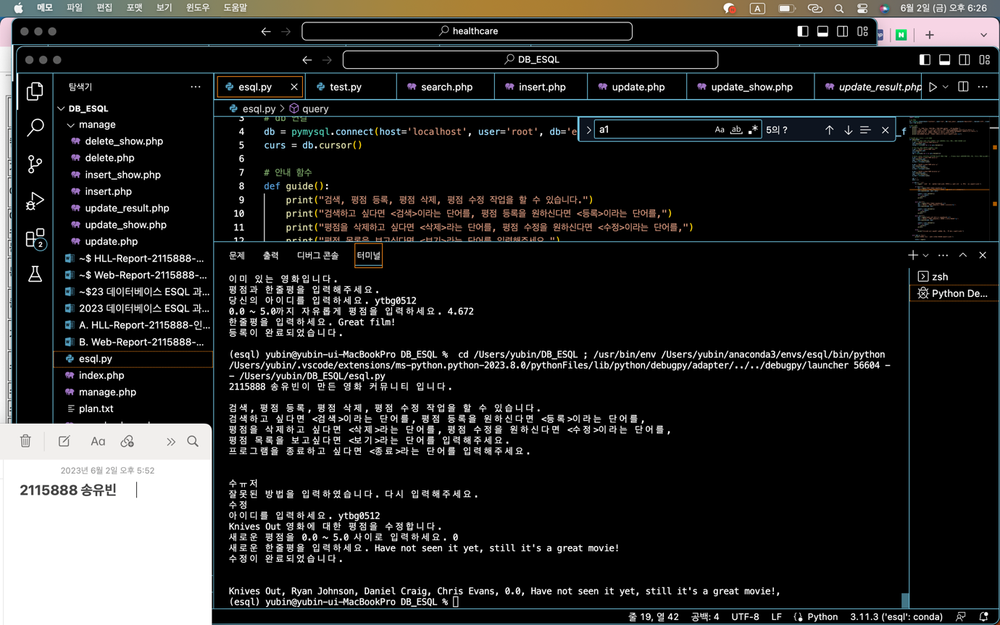 메모 파일 편집 포맷 보기 윈도우 도움말 A 6월 2일 (금) 오후 6:26
healthcare
DB_ESQL
탐색기
esql.py test.py search.php insert.php update.php update_show.php update_result.php
DB_ESQL
manage
delete_show.php
delete.php
insert_show.php
insert.php
update_result.php
update_show.php
update.php
~$ HLL-Report-2115888-...
~$ Web-Report-2115888-...
~$23 데이터베이스 ESQL 과...
2023 데이터베이스 ESQL 과...
A. HLL-Report-2115888-인...
B. Web-Report-2115888-...
esql.py
index.php
manage.php
plan.txt
2
esql.py > query
3 # db 연결
4 db = pymysql.connect(host='localhost', user='root', db='e
5 curs = db.cursor()
6
7 # 안내 함수
8 def guide():
9 print("검색, 평점 등록, 평점 삭제, 평점 수정 작업을 할 수 있습니다.")
10 print("검색하고 싶다면 <검색>이라는 단어를, 평점 등록을 원하신다면 <등록>이라는 단어를,")
11 print("평점을 삭제하고 싶다면 <삭제>라는 단어를, 평점 수정을 원하신다면 <수정>이라는 단어를,")
12 print("평점 목록을 보고싶다면 <보기>라는 단어를 입력해주세요.")
a1 Aa ab .* 5의 ?
문제 출력 디버그 콘솔 터미널
zsh
Python De...
이미 있는 영화입니다.
평점과 한줄평을 입력해주세요.
당신의 아이디를 입력하세요. ytbg0512
0.0 ~ 5.0까지 자유롭게 평점을 입력하세요. 4.672
한줄평을 입력하세요. Great film!
등록이 완료되었습니다.
(esql) yubin@yubin-ui-MacBookPro DB_ESQL %  cd /Users/yubin/DB_ESQL ; /usr/bin/env /Users/yubin/anaconda3/envs/esql/bin/python
/Users/yubin/.vscode/extensions/ms-python.python-2023.8.0/pythonFiles/lib/python/debugpy/adapter/../../debugpy/launcher 56604 -
- /Users/yubin/DB_ESQL/esql.py
2115888 송유빈이 만든 영화 커뮤니티 입니다.
검색, 평점 등록, 평점 삭제, 평점 수정 작업을 할 수 있습니다.
검색하고 싶다면 <검색>이라는 단어를, 평점 등록을 원하신다면 <등록>이라는 단어를,
평점을 삭제하고 싶다면 <삭제>라는 단어를, 평점 수정을 원하신다면 <수정>이라는 단어를,
평점 목록을 보고싶다면 <보기>라는 단어를 입력해주세요.
프로그램을 종료하고 싶다면 <종료>라는 단어를 입력해주세요.
수ㅠ저
잘못된 방법을 입력하였습니다. 다시 입력해주세요.
수정
아이디를 입력하세요. ytbg0512
Knives Out 영화에 대한 평점을 수정합니다.
새로운 평점을 0.0 ~ 5.0 사이로 입력하세요. 0
새로운 한줄평을 입력하세요. Have not seen it yet, still it's a great movie!
수정이 완료되었습니다.
Knives Out, Ryan Johnson, Daniel Craig, Chris Evans, 0.0, Have not seen it yet, still it's a great movie!,
(esql) yubin@yubin-ui-MacBookPro DB_ESQL %
Aa
2023년 6월 2일 오후 5:52
2115888 송유빈
줄 19, 열 42 공백: 4 UTF-8 LF Python 3.11.3 ('esql': conda)